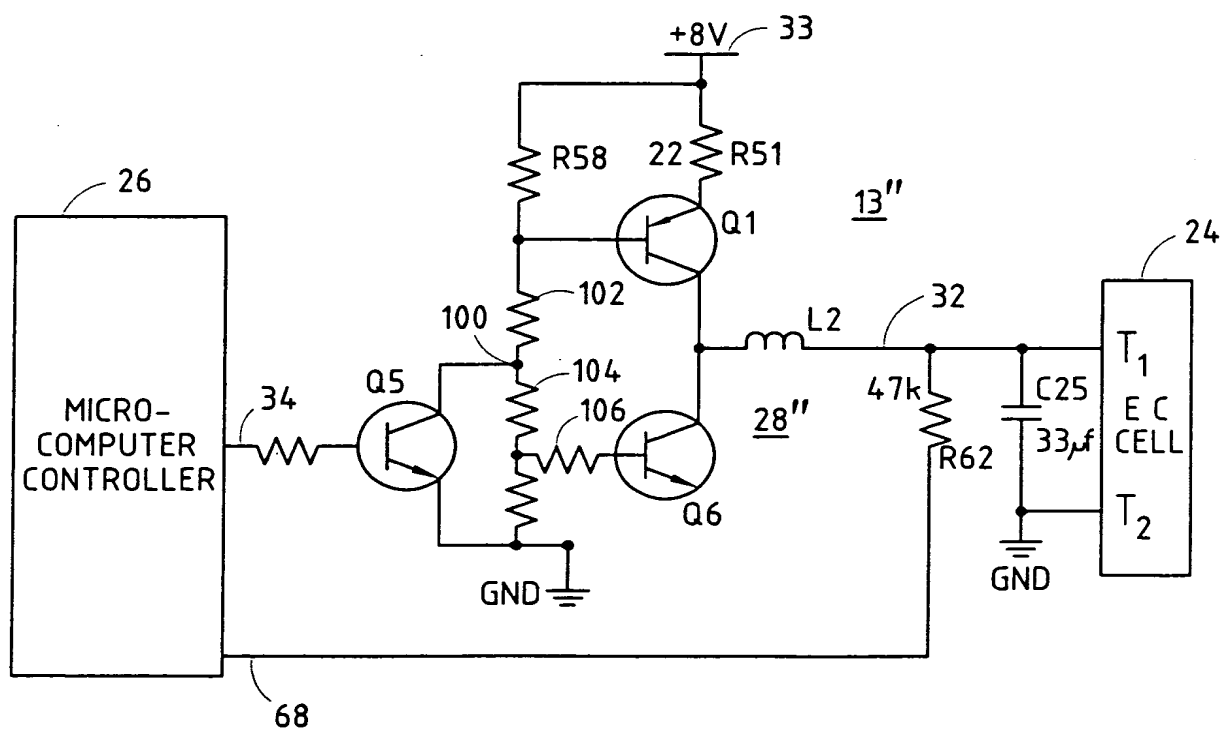 +8V
33
R58
22
R51
26
13"
Q1
24
102
100
L2
32
T1
Q5
104
34
106
28"
47k
C25
E C
CELL
MICRO-
COMPUTER
CONTROLLER
33µf
R62
Q6
T2
GND
GND
68